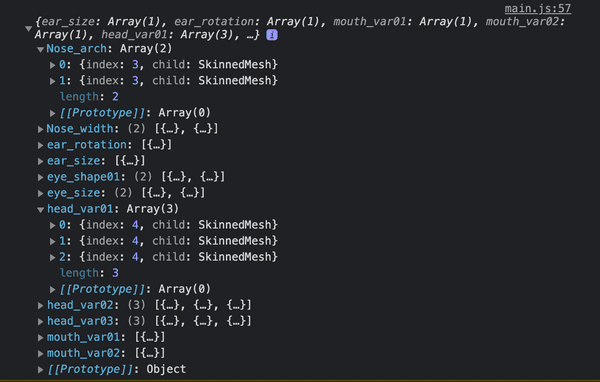 main.js:57
{ear_size: Array(1), ear_rotation: Array(1), mouth_var01: Array(1), mouth_var02:
Array(1), head_var01: Array(3), …} i
Nose_arch: Array(2)
0: {index: 3, child: SkinnedMesh}
1: {index: 3, child: SkinnedMesh}
length: 2
[[Prototype]]: Array(0)
Nose_width: (2) [{…}, {…}]
ear_rotation: [{…}]
ear_size: [{…}]
eye_shape01: (2) [{…}, {…}]
eye_size: (2) [{…}, {…}]
head_var01: Array(3)
0: {index: 4, child: SkinnedMesh}
1: {index: 4, child: SkinnedMesh}
2: {index: 4, child: SkinnedMesh}
length: 3
[[Prototype]]: Array(0)
head_var02: (3) [{…}, {…}, {…}]
head_var03: (3) [{…}, {…}, {…}]
mouth_var01: [{…}]
mouth_var02: [{…}]
[[Prototype]]: Object